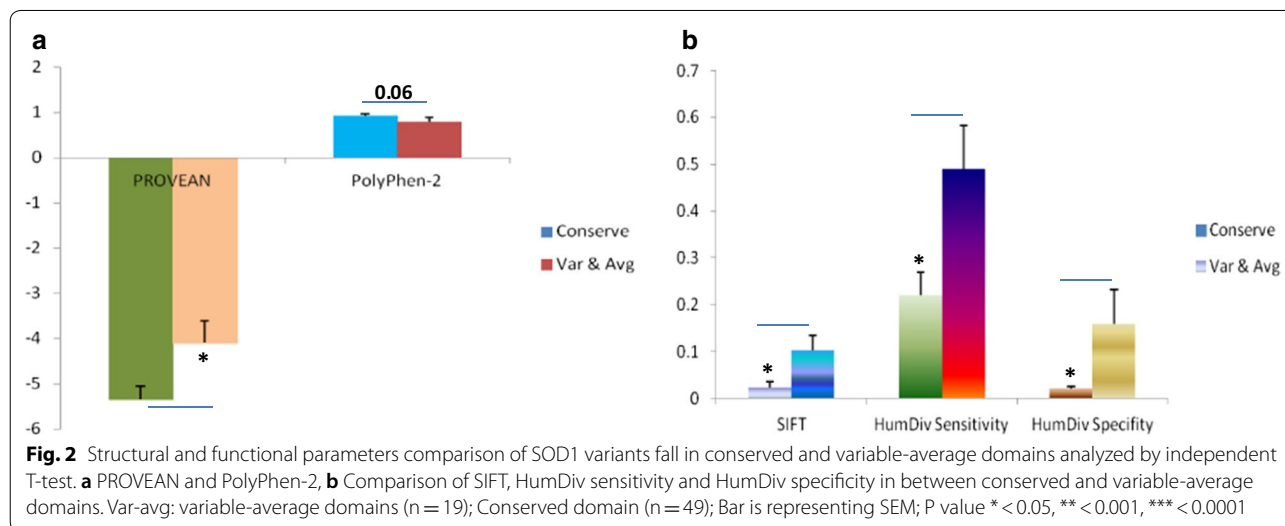 a
2
1
0
-1
-2
-3
-4
-5
-6
0.06
PROVEAN
PolyPhen-2
*
Conserve
Var & Avg
b
0.7
0.6
0.5
0.4
0.3
0.2
0.1
0
*
*
*
SIFT
HumDiv Sensitivity
HumDiv Specifity
Conserve
Var & Avg
Fig. 2 Structural and functional parameters comparison of SOD1 variants fall in conserved and variable-average domains analyzed by independent
T-test. a PROVEAN and PolyPhen-2, b Comparison of SIFT, HumDiv sensitivity and HumDiv specificity in between conserved and variable-average
domains. Var-avg: variable-average domains (n = 19); Conserved domain (n = 49); Bar is representing SEM; P value * < 0.05, ** < 0.001, *** < 0.0001